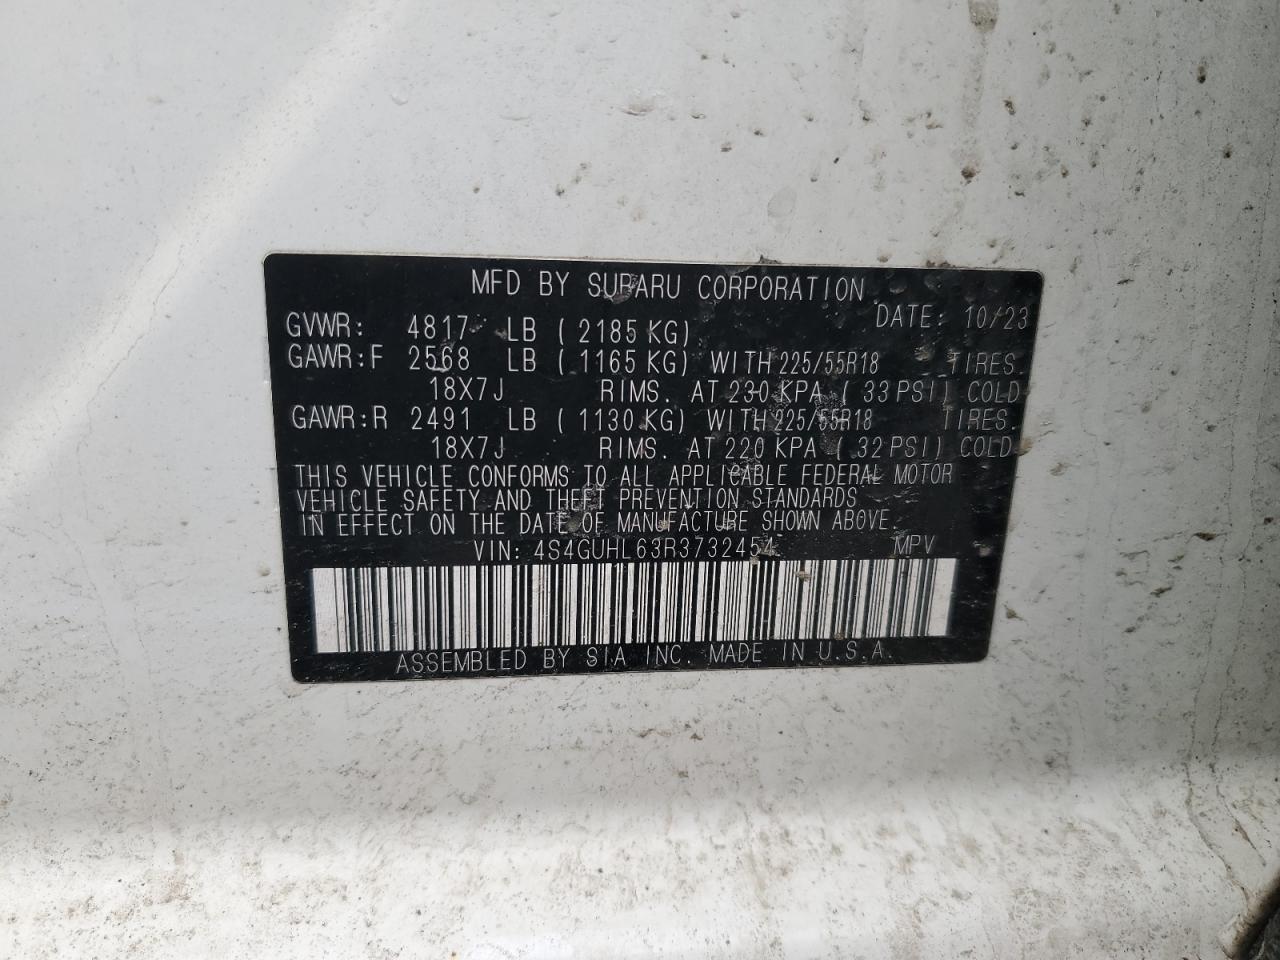 MFD BY SUBARU CORPORATION
DATE: 10/23
GVWR: 4817 LB (2185 KG)
GAWR:F 2568 LB (1165 KG) WITH 225/55R18 TIRES.
18X7J RIMS. AT 230 KPA (33 PSI) COLD
GAWR:R 2491 LB (1130 KG) WITH 225/55R18 TIRES.
18X7J RIMS. AT 220 KPA (32 PSI) COLD
THIS VEHICLE CONFORMS TO ALL APPLICABLE FEDERAL MOTOR
VEHICLE SAFETY AND THEFT PREVENTION STANDARDS
IN EFFECT ON THE DATE OF MANUFACTURE SHOWN ABOVE.
VIN: 4S4GUHL63R3732454 MPV
ASSEMBLED BY SIA INC. MADE IN U.S.A.